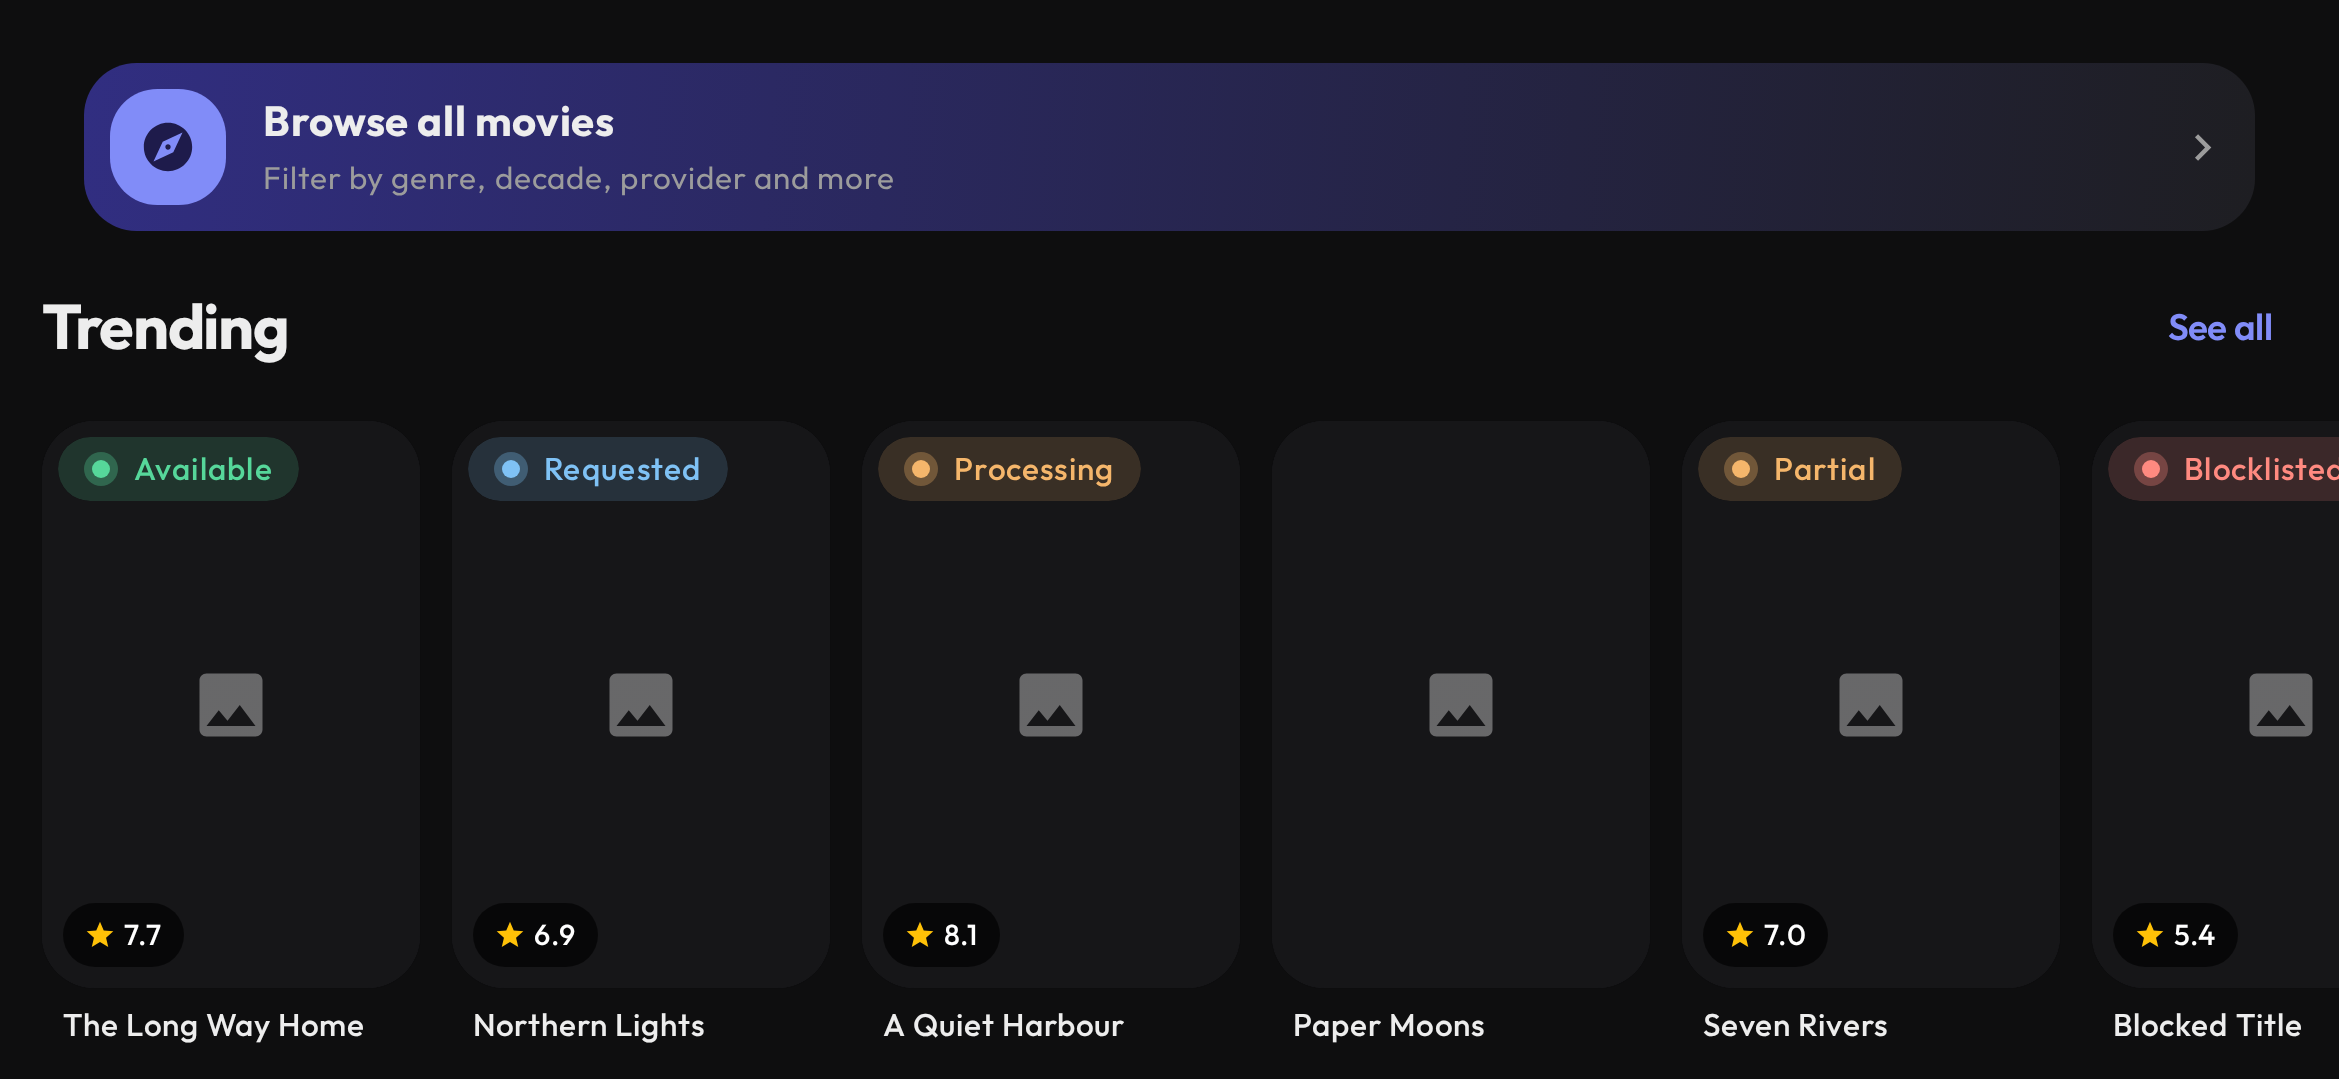 Browse all movies
Filter by genre, decade, provider and more
Trending
See all
Available
Requested
Processing
Partial
Blocklisted
7.7
6.9
8.1
7.0
5.4
The Long Way Home
Northern Lights
A Quiet Harbour
Paper Moons
Seven Rivers
Blocked Title